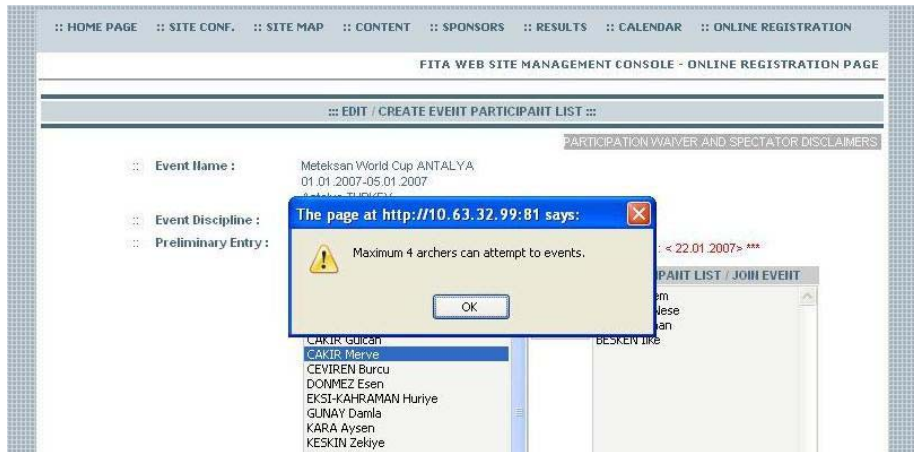 :: HOME PAGE :: SITE CONF. :: SITE MAP :: CONTENT :: SPONSORS :: RESULTS :: CALENDAR :: ONLINE REGISTRATION
FITA WEB SITE MANAGEMENT CONSOLE - ONLINE REGISTRATION PAGE
::: EDIT / CREATE EVENT PARTICIPANT LIST :::
PARTICIPATION WAIVER AND SPECTATOR DISCLAIMERS
:: Event Name : Meteksan World Cup ANTALYA
01.01.2007-05.01.2007
:: Event Discipline :
:: Preliminary Entry :
The page at http://10.63.32.99:81 says:
Maximum 4 archers can attempt to events.
OK
: < 22.01.2007> ***
LIST / JOIN EVENT
BESKEN Ilke
CAKIR Gulcan
CAKIR Merve
CEVIREN Burcu
DONMEZ Esen
EKSI-KAHRAMAN Huriye
GUNAY Damla
KARA Aysen
KESKIN Zekiye